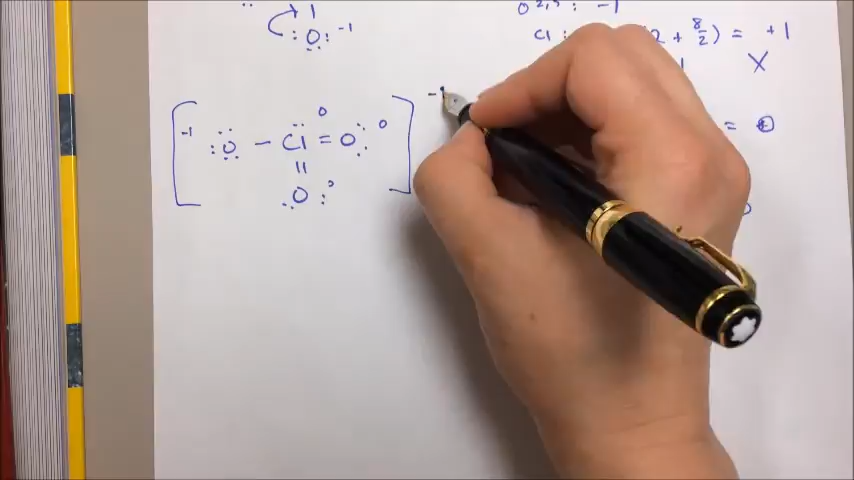 :O: -1
O 2,3 : -1
Cl : 2 + 8/2) = +1
X
= 0
[ -1 :O: - Cl 0 = O: 0 ] -
||
O: 0